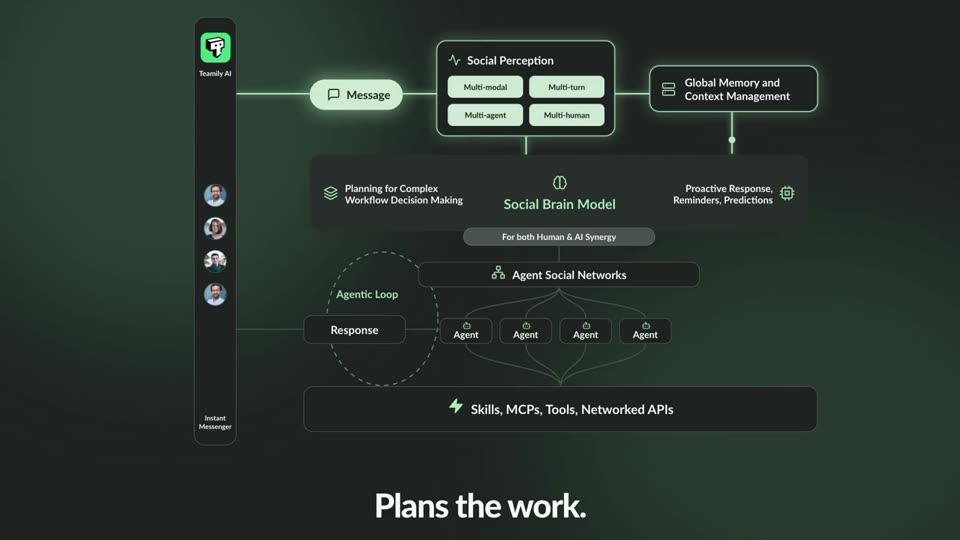 Teamily AI
Message
Social Perception
Multi-modal
Multi-turn
Multi-agent
Multi-human
Global Memory and
Context Management
Planning for Complex
Workflow Decision Making
Social Brain Model
Proactive Response,
Reminders, Predictions
For both Human & AI Synergy
Agent Social Networks
Agentic Loop
Response
Agent
Agent
Agent
Agent
Skills, MCPs, Tools, Networked APIs
Instant
Messenger
Plans the work.